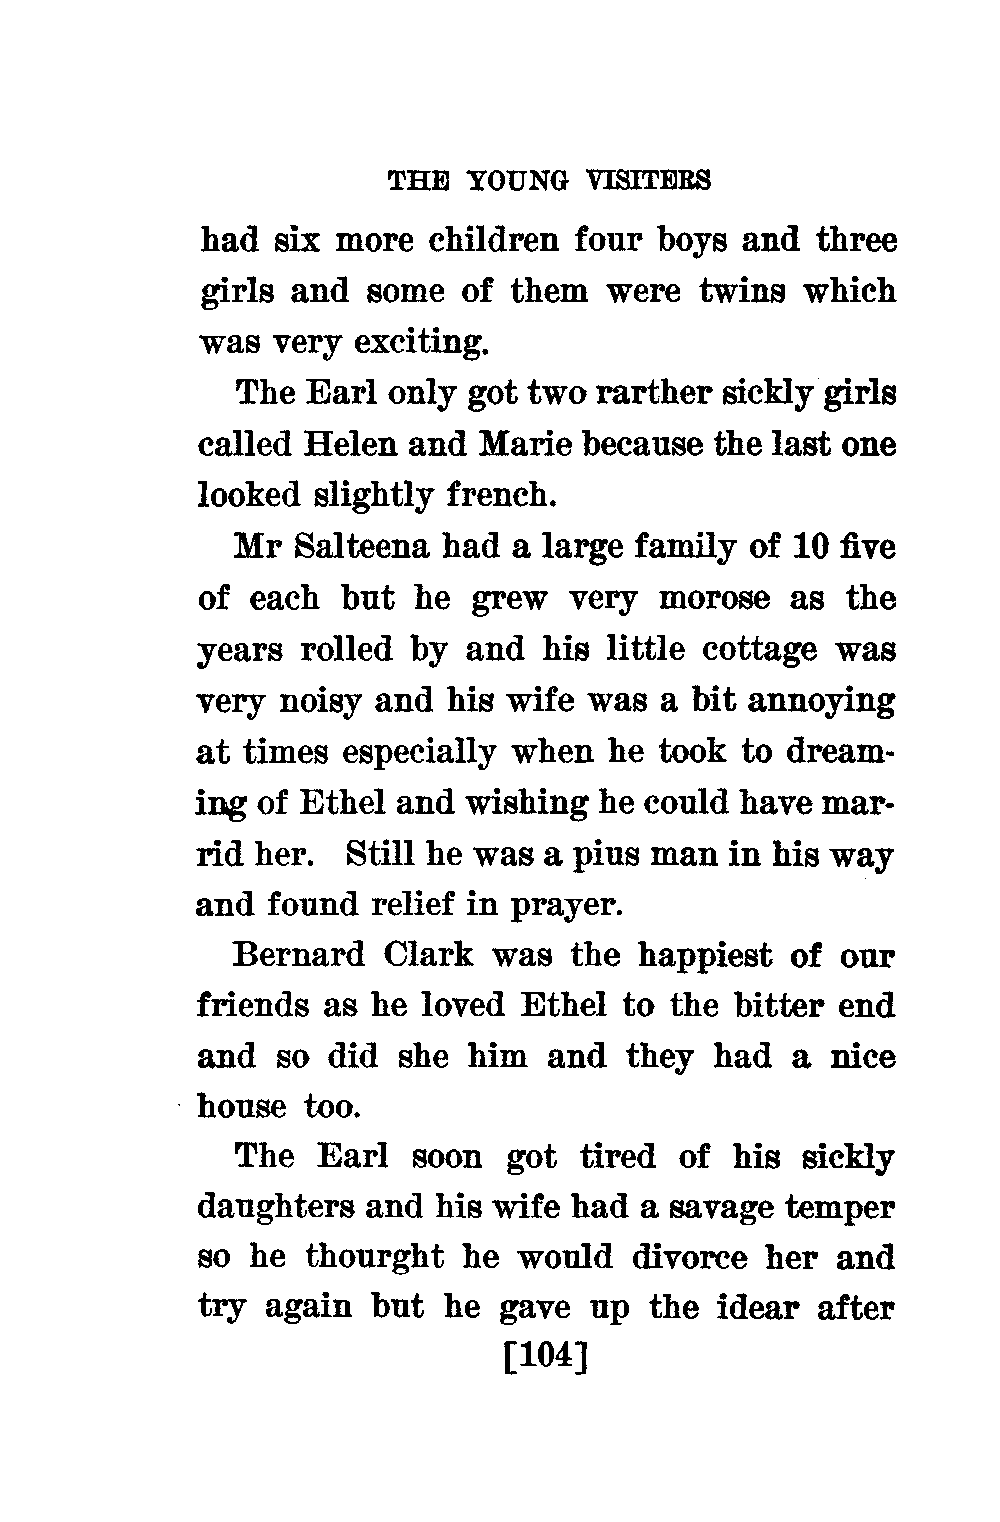 THE YOUNG VISITERS
had six more children four boys and three
girls and some of them were twins which
was very exciting.
The Earl only got two rarther sickly girls
called Helen and Marie because the last one
looked slightly french.
Mr Salteena had a large family of 10 five
of each but he grew very morose as the
years rolled by and his little cottage was
very noisy and his wife was a bit annoying
at times especially when he took to dream-
ing of Ethel and wishing he could have mar-
rid her. Still he was a pius man in his way
and found relief in prayer.
Bernard Clark was the happiest of our
friends as he loved Ethel to the bitter end
and so did she him and they had a nice
house too.
The Earl soon got tired of his sickly
daughters and his wife had a savage temper
so he thourght he would divorce her and
try again but he gave up the idear after
[104]